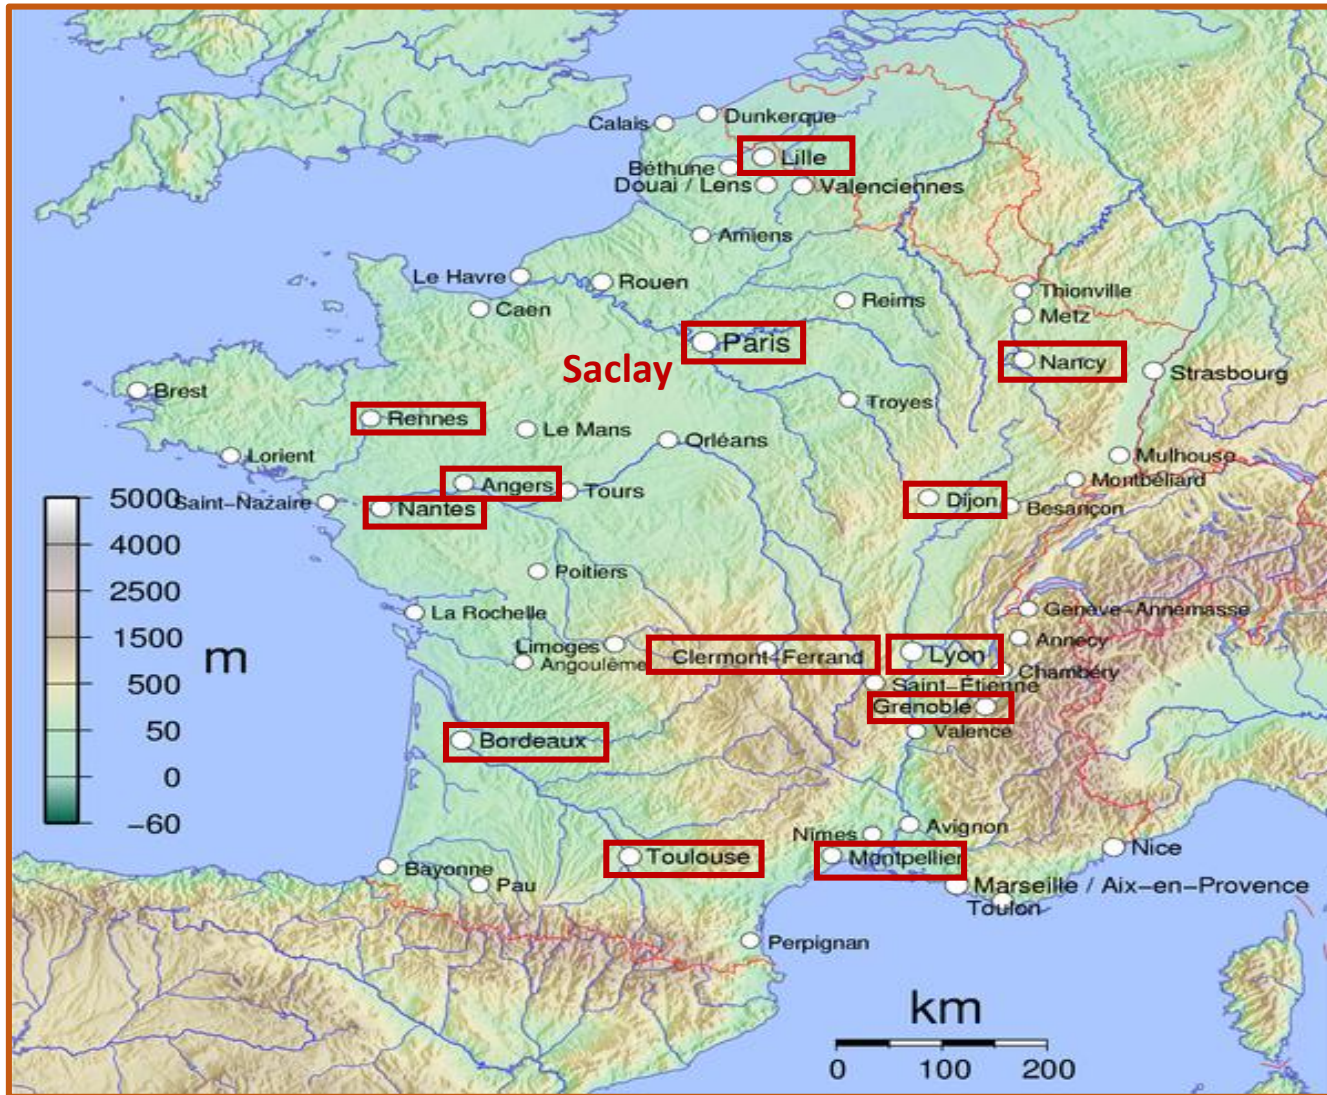 Dunkerque
Calais
Lille
Béthune
Douai / Lens
Valenciennes
Amiens
Le Havre
Rouen
Caen
Reims
Thionville
Metz
Paris
Nancy
Saclay
Strasbourg
Brest
Troyes
Rennes
Le Mans
Orléans
Lorient
Mulhouse
Montbéliard
Angers
Tours
Saint-Nazaire
Nantes
Dijon
Besançon
5000
4000
2500
1500
500
50
0
-60
m
Poitiers
La Rochelle
Genève-Annemasse
Limoges
Angoulême
Clermont-Ferrand
Lyon
Annecy
Chambéry
Saint-Étienne
Grenoble
Valence
Bordeaux
Nîmes
Avignon
Toulouse
Montpellier
Nice
Bayonne
Pau
Marseille / Aix-en-Provence
Toulon
Perpignan
km
0 100 200